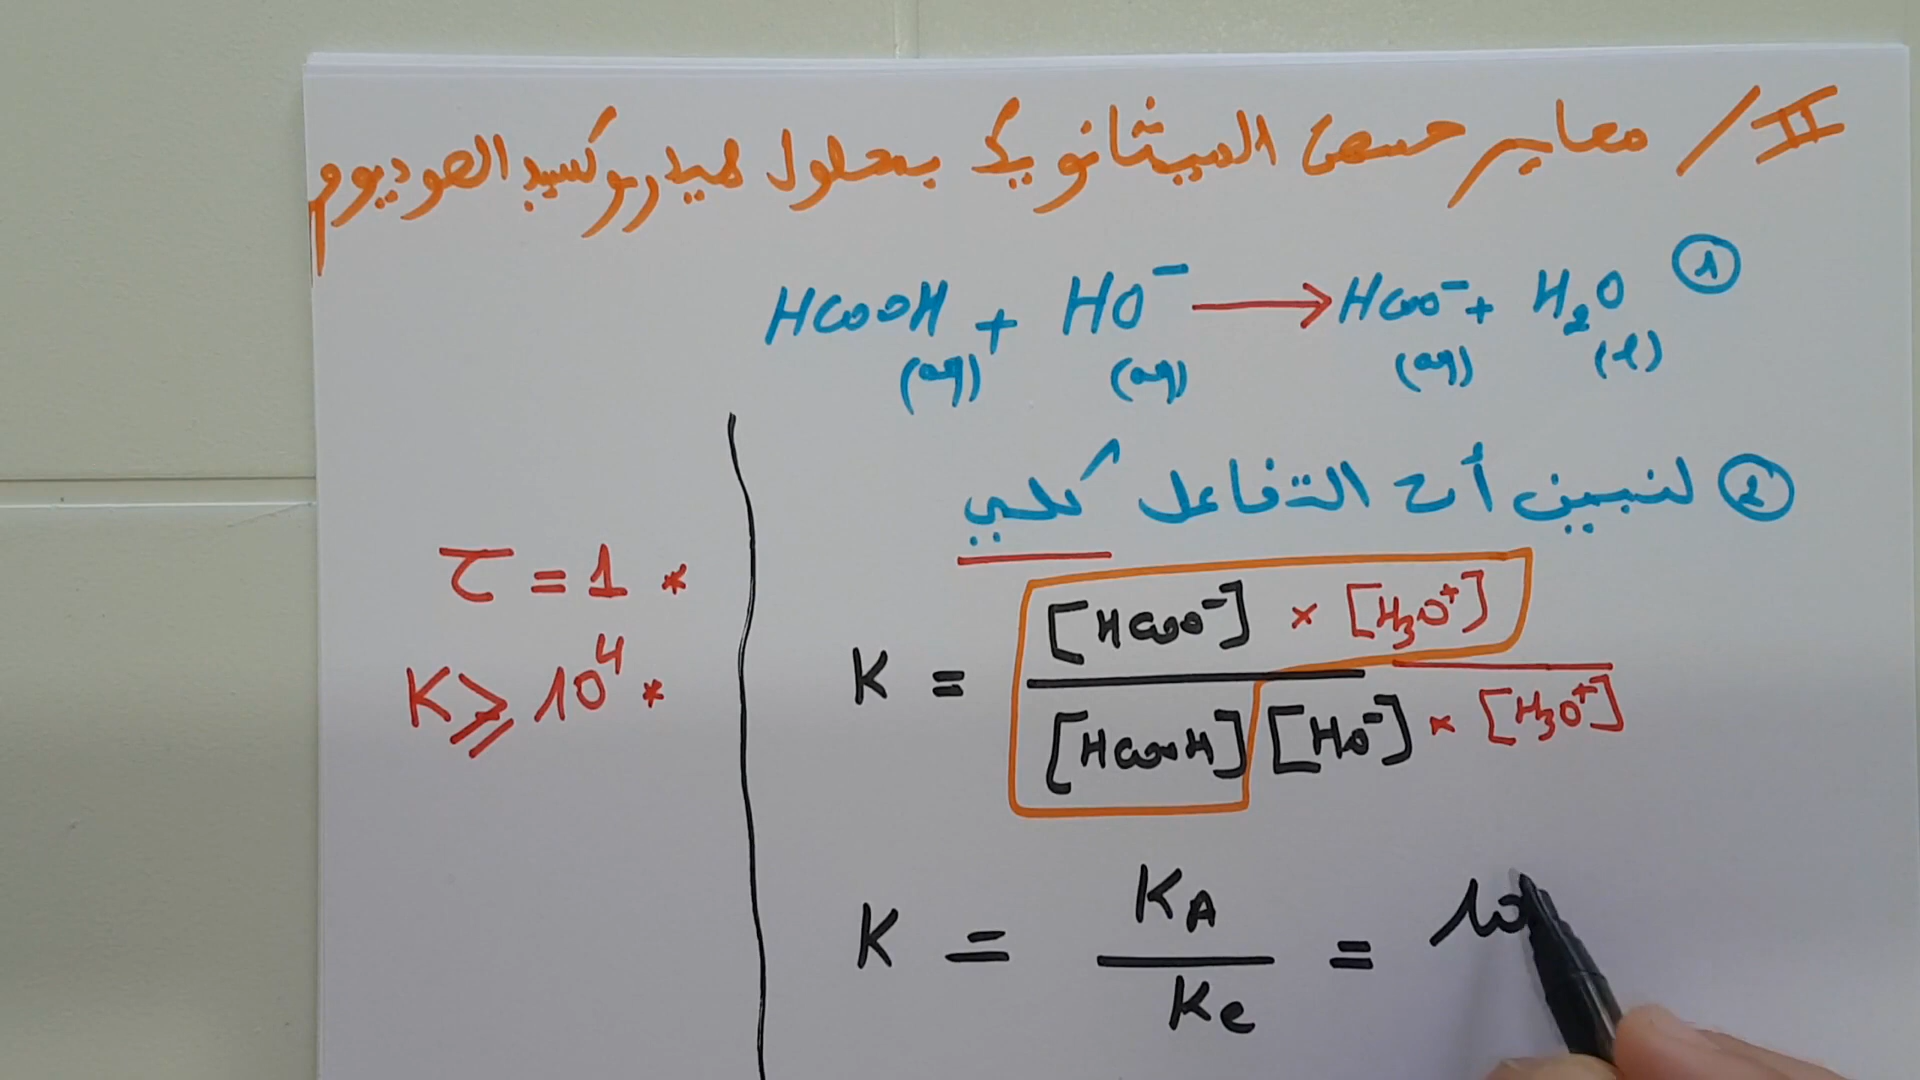 II/ معايرة حمض الميثانويك بمحلول هيدروكسيد الصوديوم
① HCOOH + HO⁻ → HCOO⁻ + H₂O
(aq) (aq) (aq) (l)
② لنبين أن التفاعل كلي
τ = 1 *
K ⩾ 10⁴ *
K = [HCOO⁻] × [H₃O⁺] / [HCOOH] [HO⁻] × [H₃O⁺]
K = K_A / Ke = 10